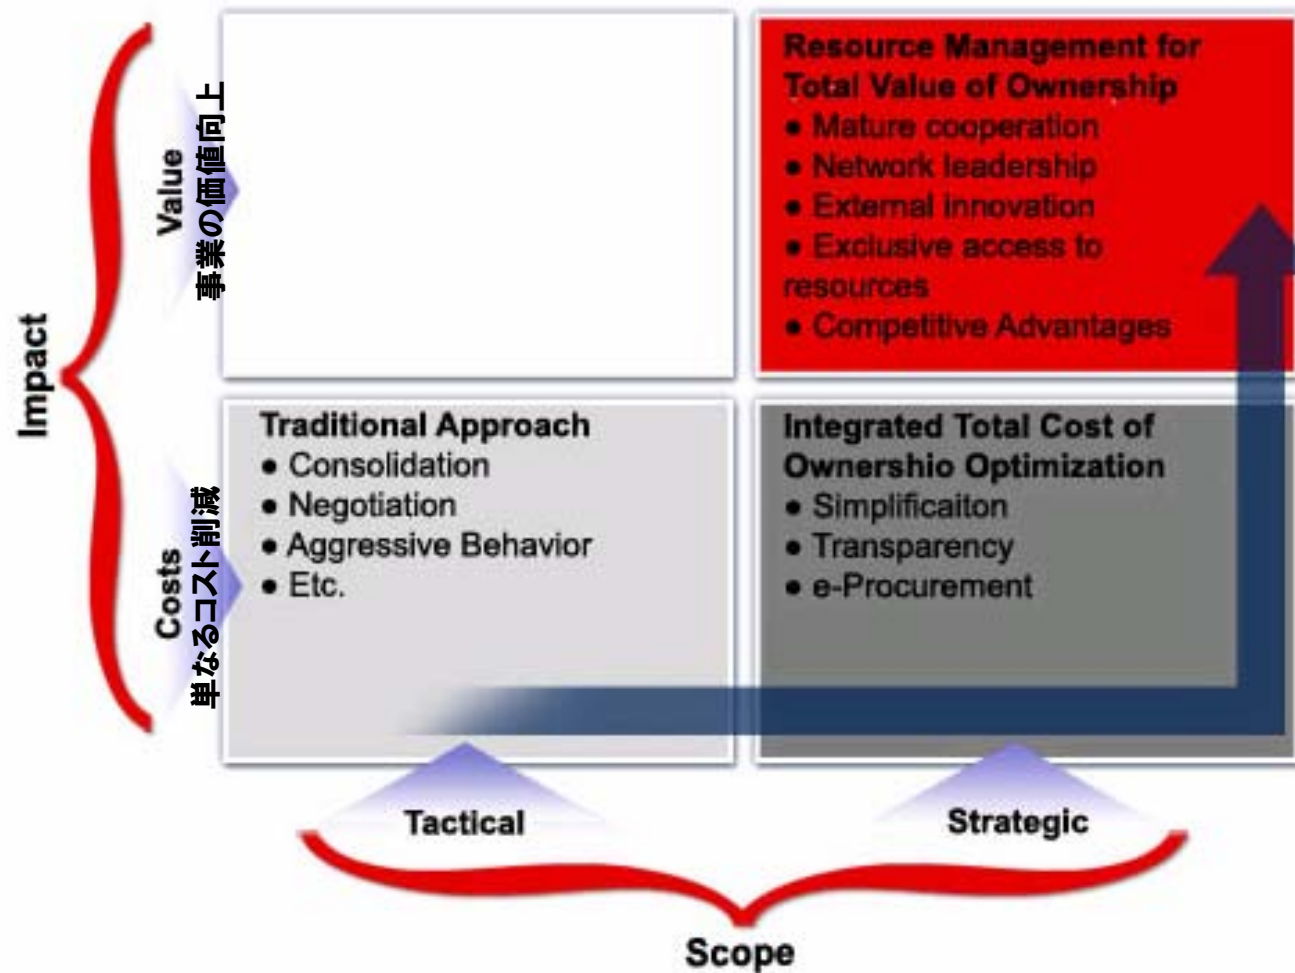 Impact
Value
事業の価値向上
Costs
単なるコスト削減
Resource Management for
Total Value of Ownership
● Mature cooperation
● Network leadership
● External innovation
● Exclusive access to
resources
● Competitive Advantages
Traditional Approach
● Consolidation
● Negotiation
● Aggressive Behavior
● Etc.
Integrated Total Cost of
Ownershio Optimization
● Simplificaiton
● Transparency
● e-Procurement
Tactical
Strategic
Scope